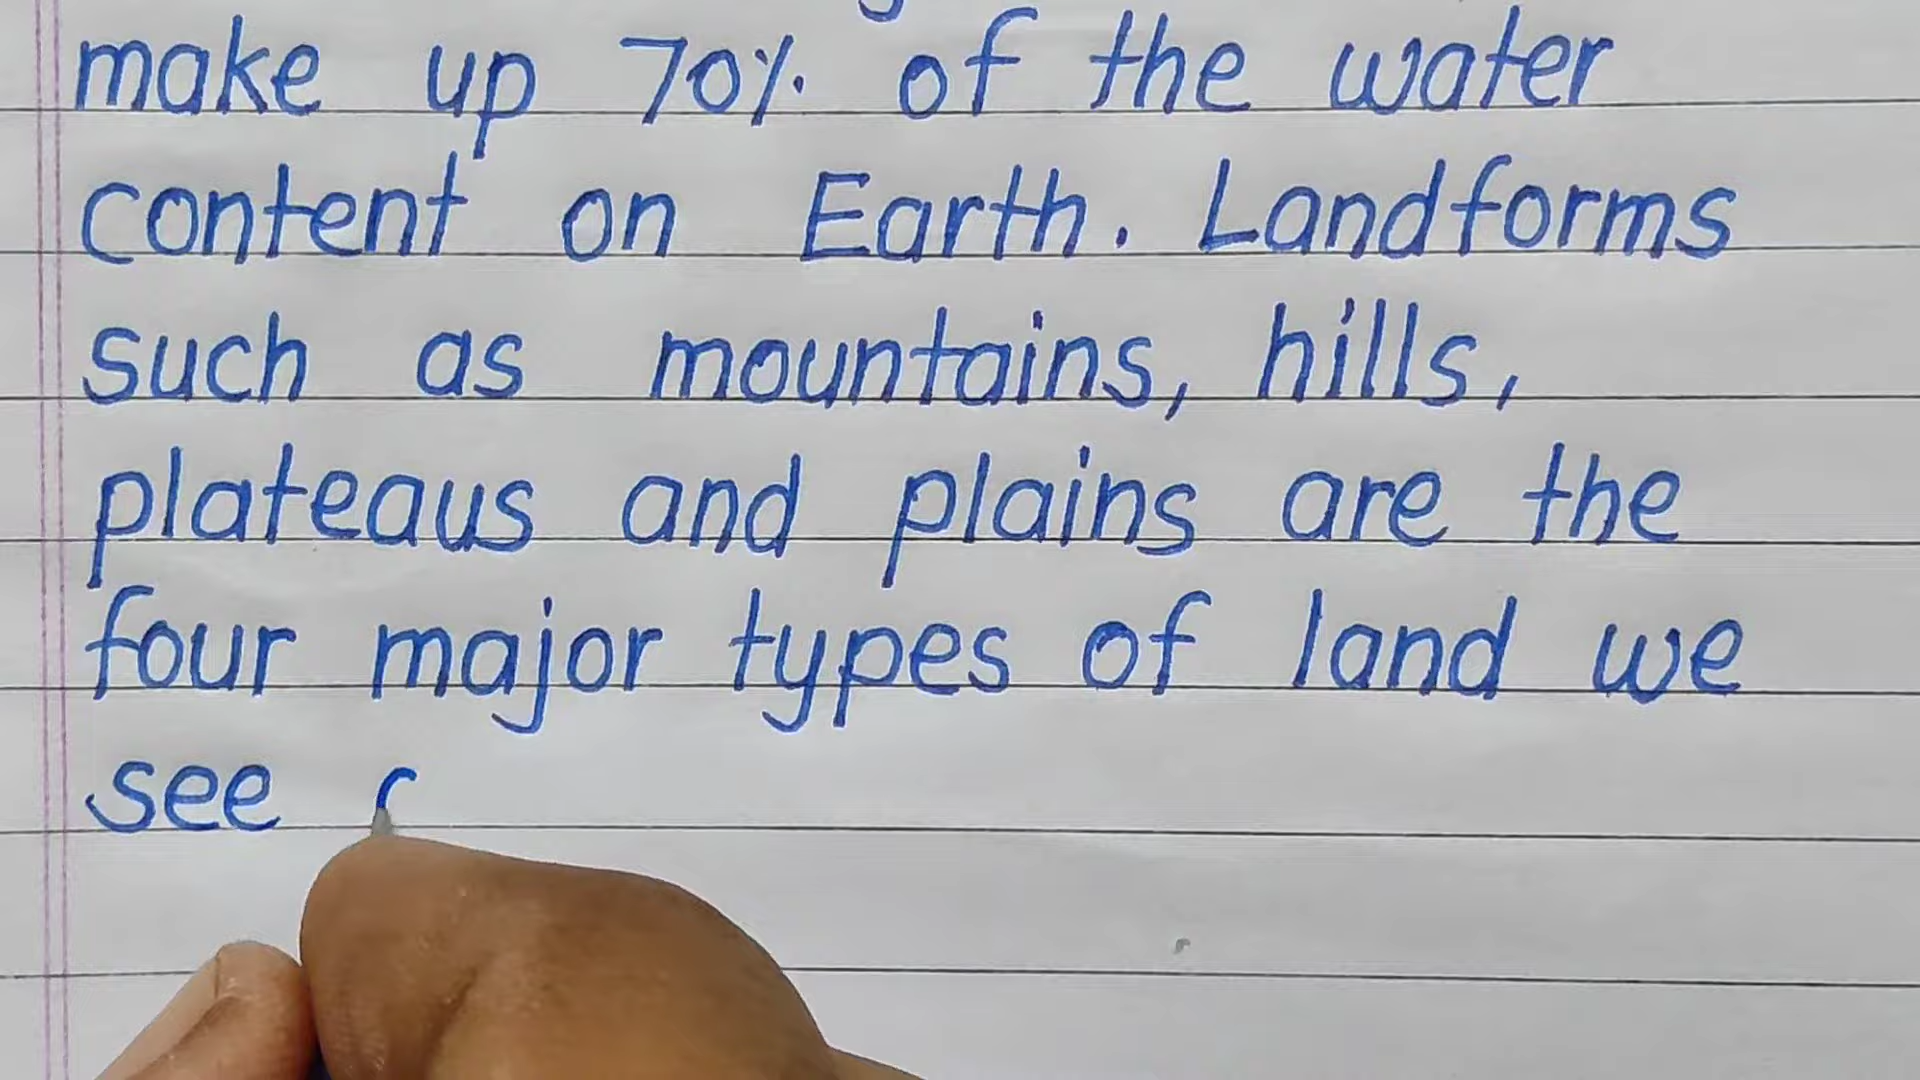 make up 70% of the water
content on Earth. Landforms
such as mountains, hills,
plateaus and plains are the
four major types of land we
see